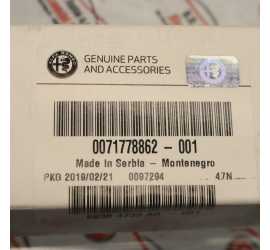 GENUINE PARTS
AND ACCESSORIES
0071778862 - 001
Made In Serbia - Montenegro
PKG 2019/02/21 0097294 47N